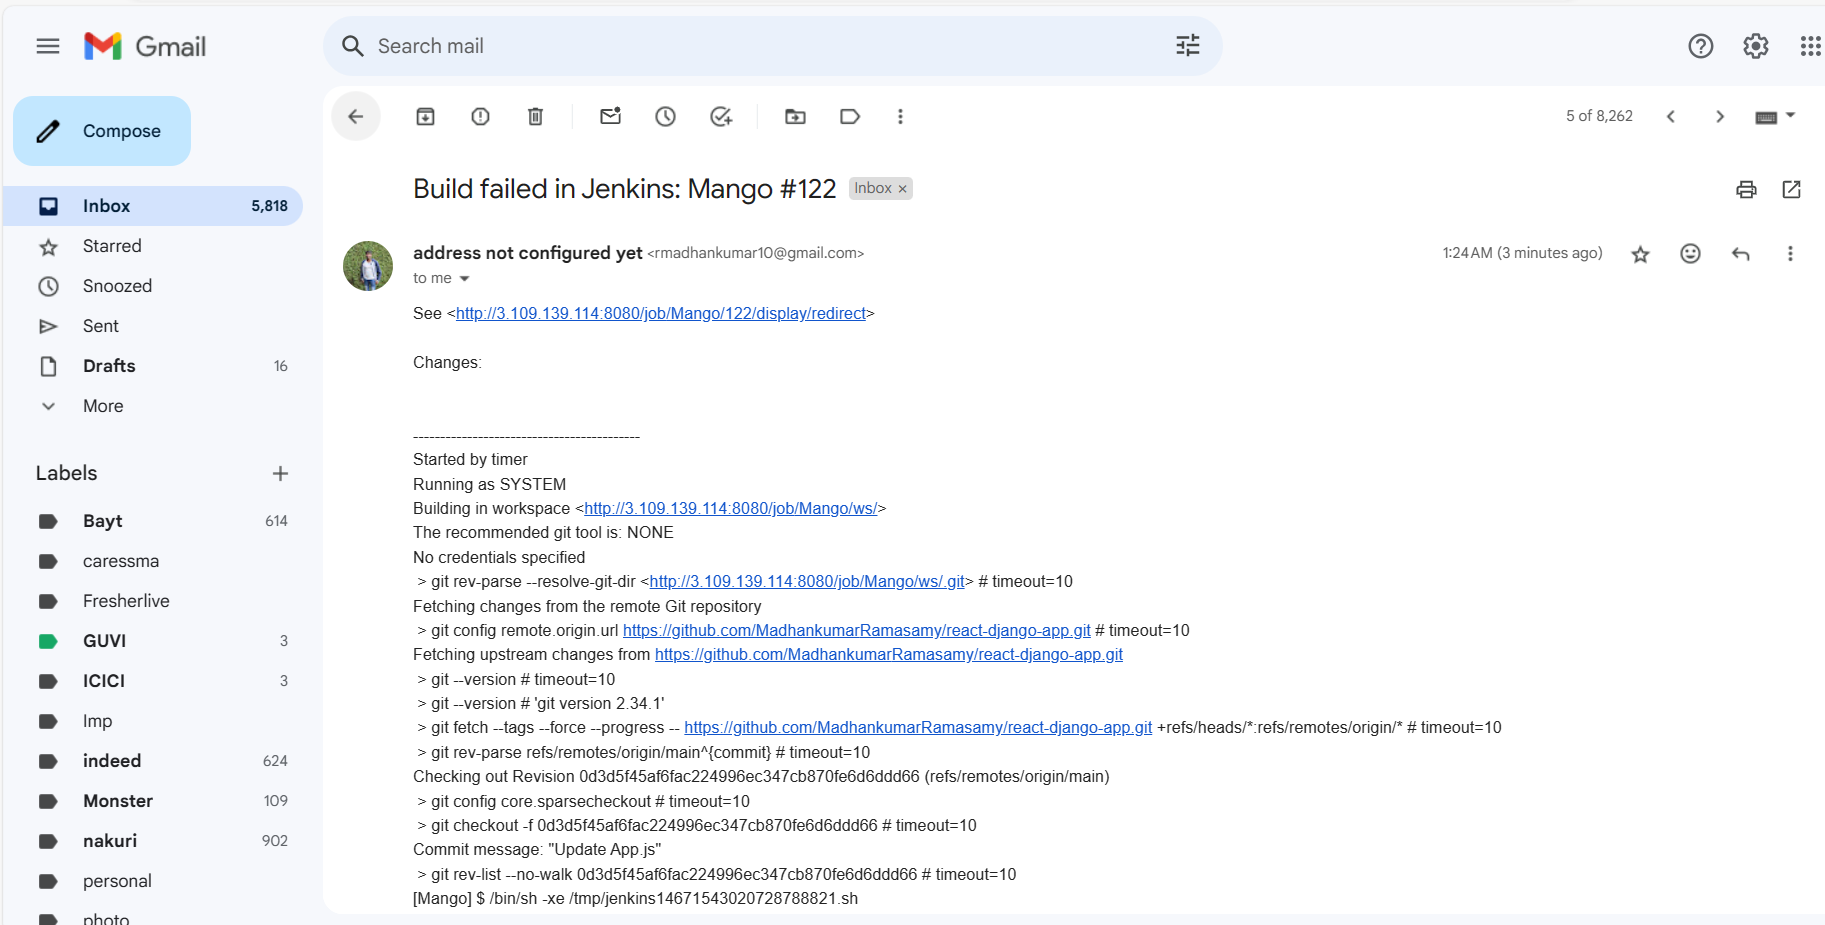 Gmail
Search mail
Compose
5 of 8,262
Inbox 5,818
Starred
Snoozed
Sent
Drafts 16
More
Labels
Bayt 614
caressma
Fresherlive
GUVI 3
ICICI 3
Imp
indeed 624
Monster 109
nakuri 902
personal
photo
Build failed in Jenkins: Mango #122 Inbox ×
address not configured yet <rmadhankumar10@gmail.com> 1:24 AM (3 minutes ago)
to me
See <http://3.109.139.114:8080/job/Mango/122/display/redirect>
Changes:
------------------------------------------
Started by timer
Running as SYSTEM
Building in workspace <http://3.109.139.114:8080/job/Mango/ws/>
The recommended git tool is: NONE
No credentials specified
> git rev-parse --resolve-git-dir <http://3.109.139.114:8080/job/Mango/ws/.git> # timeout=10
Fetching changes from the remote Git repository
> git config remote.origin.url https://github.com/MadhankumarRamasamy/react-django-app.git # timeout=10
Fetching upstream changes from https://github.com/MadhankumarRamasamy/react-django-app.git
> git --version # timeout=10
> git --version # 'git version 2.34.1'
> git fetch --tags --force --progress -- https://github.com/MadhankumarRamasamy/react-django-app.git +refs/heads/*:refs/remotes/origin/* # timeout=10
> git rev-parse refs/remotes/origin/main^{commit} # timeout=10
Checking out Revision 0d3d5f45af6fac224996ec347cb870fe6d6ddd66 (refs/remotes/origin/main)
> git config core.sparsecheckout # timeout=10
> git checkout -f 0d3d5f45af6fac224996ec347cb870fe6d6ddd66 # timeout=10
Commit message: "Update App.js"
> git rev-list --no-walk 0d3d5f45af6fac224996ec347cb870fe6d6ddd66 # timeout=10
[Mango] $ /bin/sh -xe /tmp/jenkins14671543020728788821.sh